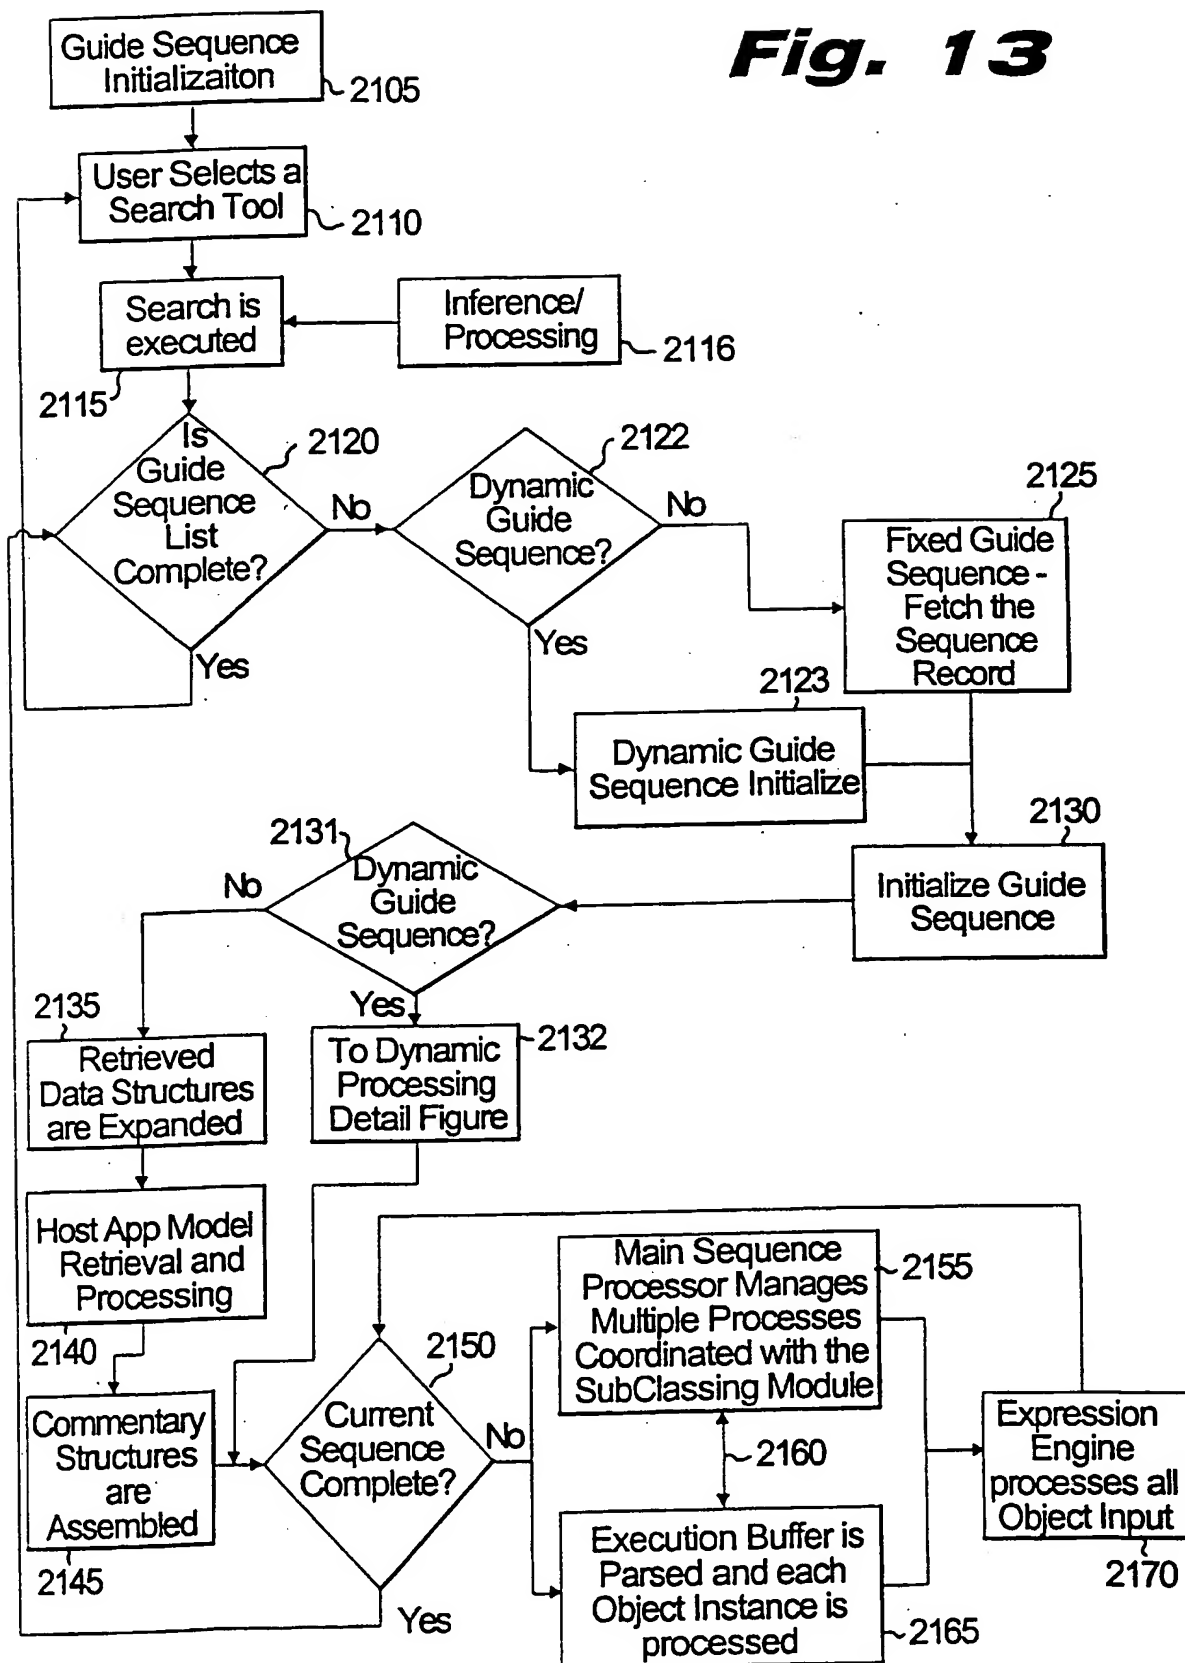 Fig. 13
Guide Sequence
Initializaiton
2105
User Selects a
Search Tool
2110
Search is
executed
2115
Inference/
Processing
2116
Is
Guide
Sequence
List
Complete?
2120
No
Yes
Dynamic
Guide
Sequence?
2122
No
Yes
2125
Fixed Guide
Sequence -
Fetch the
Sequence
Record
2123
Dynamic Guide
Sequence Initialize
2130
Initialize Guide
Sequence
2131
Dynamic
Guide
Sequence?
No
Yes
2135
Retrieved
Data Structures
are Expanded
2132
To Dynamic
Processing
Detail Figure
Host App Model
Retrieval and
Processing
2140
Commentary
Structures
are
Assembled
2145
2150
Current
Sequence
Complete?
No
Yes
Main Sequence
Processor Manages
Multiple Processes
Coordinated with the
SubClassing Module
2155
2160
Execution Buffer is
Parsed and each
Object Instance is
processed
2165
Expression
Engine
processes all
Object Input
2170